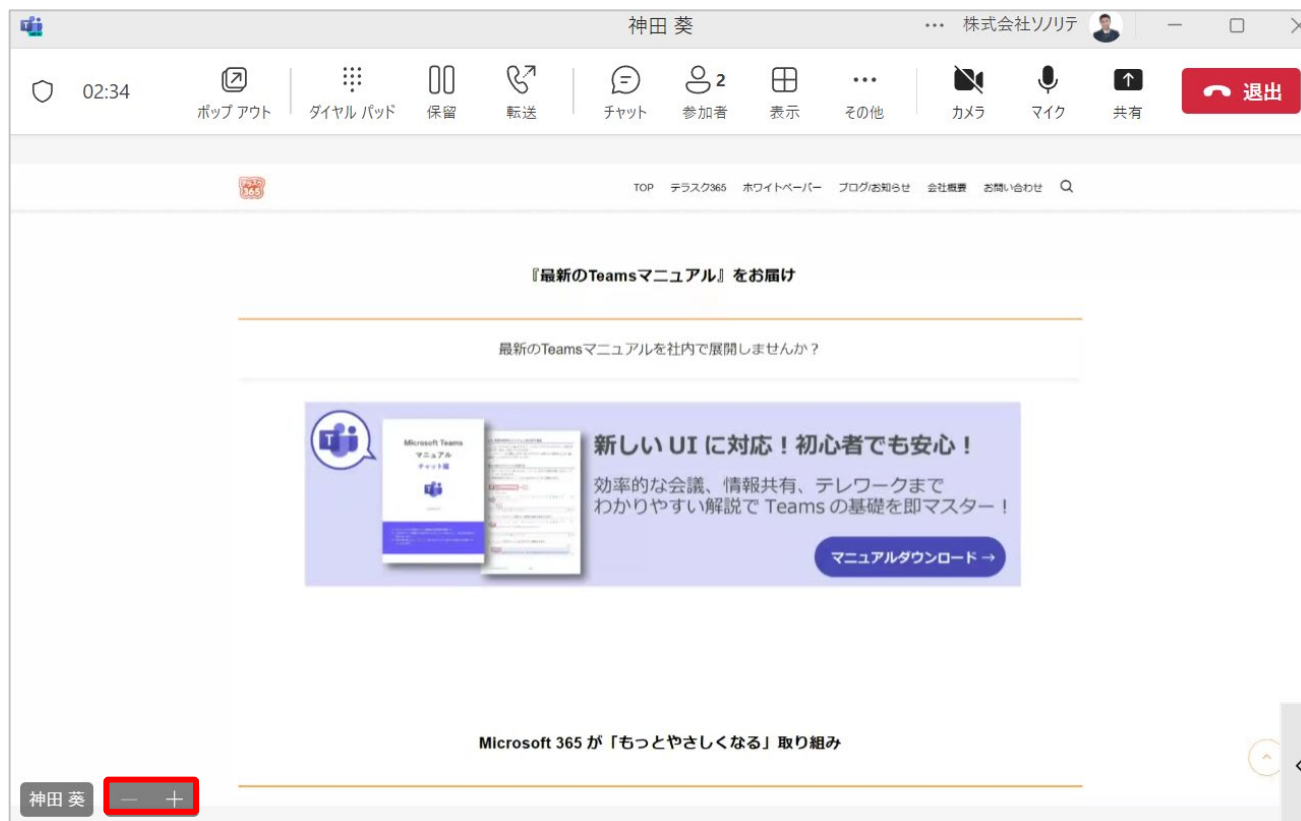 神田 葵
株式会社ソノリテ
02:34
ポップ アウト
ダイヤル パッド
保留
転送
チャット
2
参加者
表示
その他
カメラ
マイク
共有
退出
365
TOP テラスク365 ホワイトペーパー ブログ/お知らせ 会社概要 お問い合わせ
『最新のTeamsマニュアル』をお届け
最新のTeamsマニュアルを社内で展開しませんか？
Microsoft Teams
マニュアル
チャット編
新しい UI に対応！初心者でも安心！
効率的な会議、情報共有、テレワークまで
わかりやすい解説で Teams の基礎を即マスター！
マニュアルダウンロード →
Microsoft 365 が「もっとやさしくなる」取り組み
神田 葵